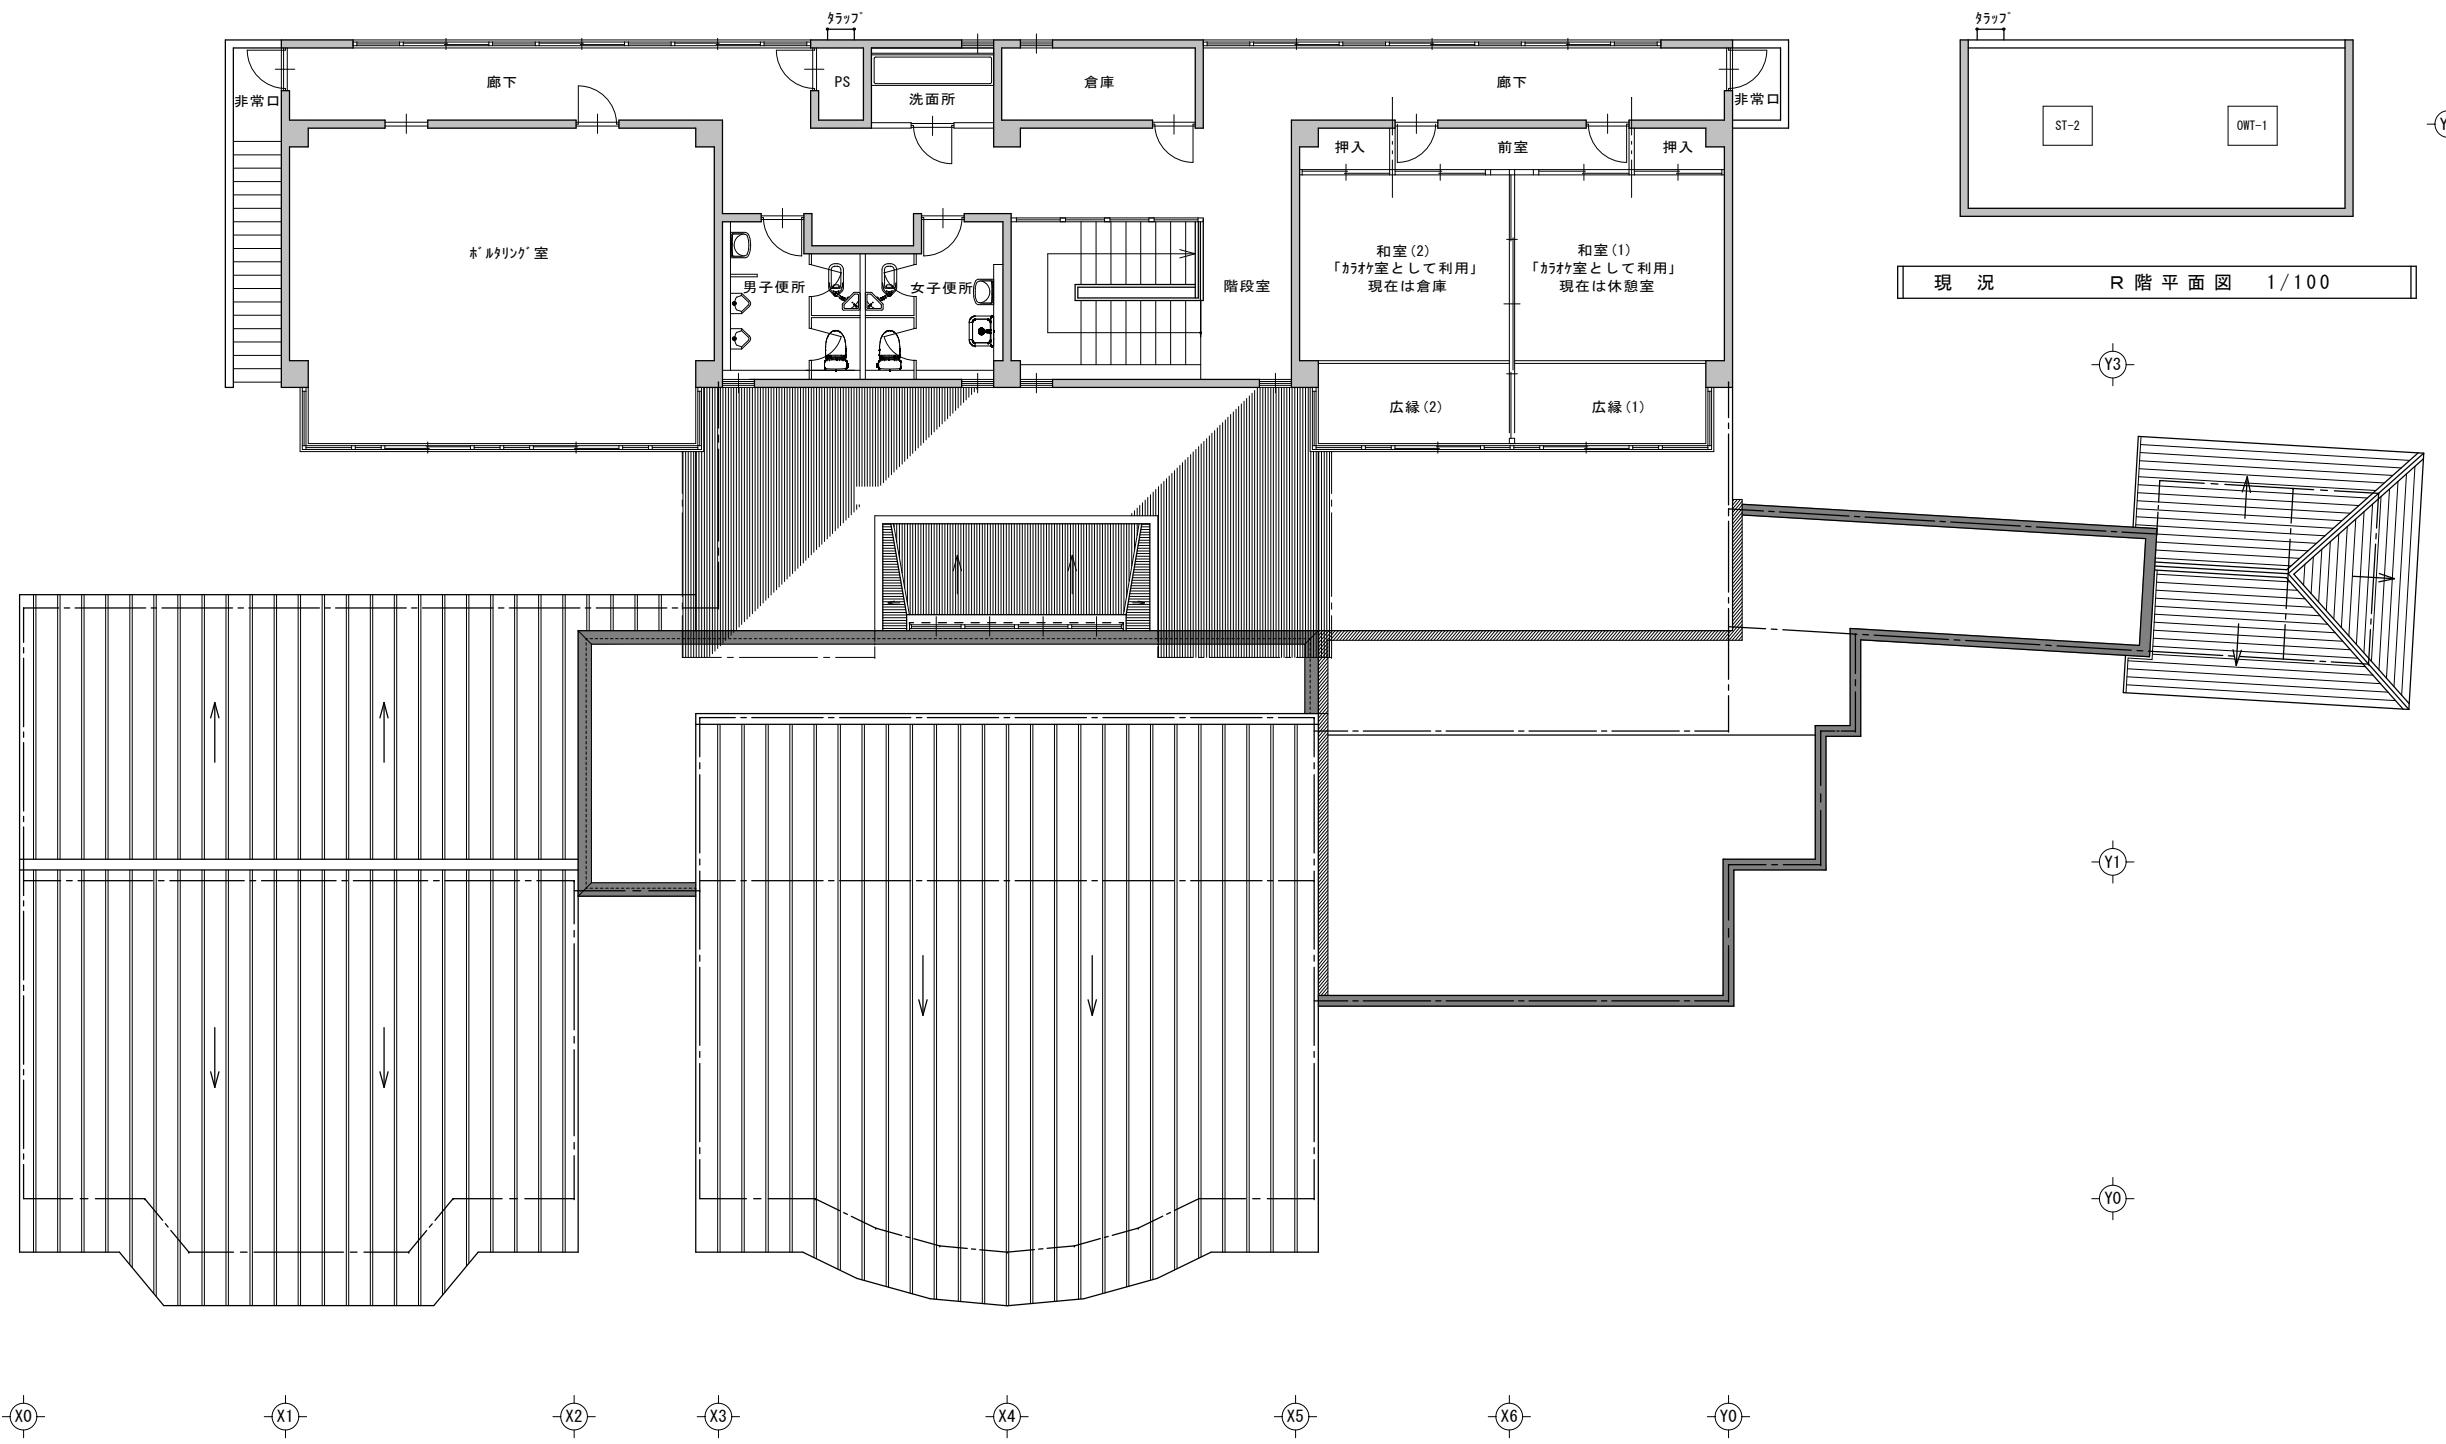 ﾀﾗｯﾌﾟ
ﾀﾗｯﾌﾟ
廊下
PS
洗面所
倉庫
廊下
非常口
非常口
ST-2
OWT-1
Y
押入
前室
押入
ﾎﾞﾙﾀﾘﾝｸﾞ室
和室(2)
「ｶﾗｵｹ室として利用」
現在は倉庫
和室(1)
「ｶﾗｵｹ室として利用」
現在は休憩室
男子便所
女子便所
階段室
現 況 R 階 平 面 図 1/100
Y3
広縁(2)
広縁(1)
Y1
Y0
X0
X1
X2
X3
X4
X5
X6
Y0